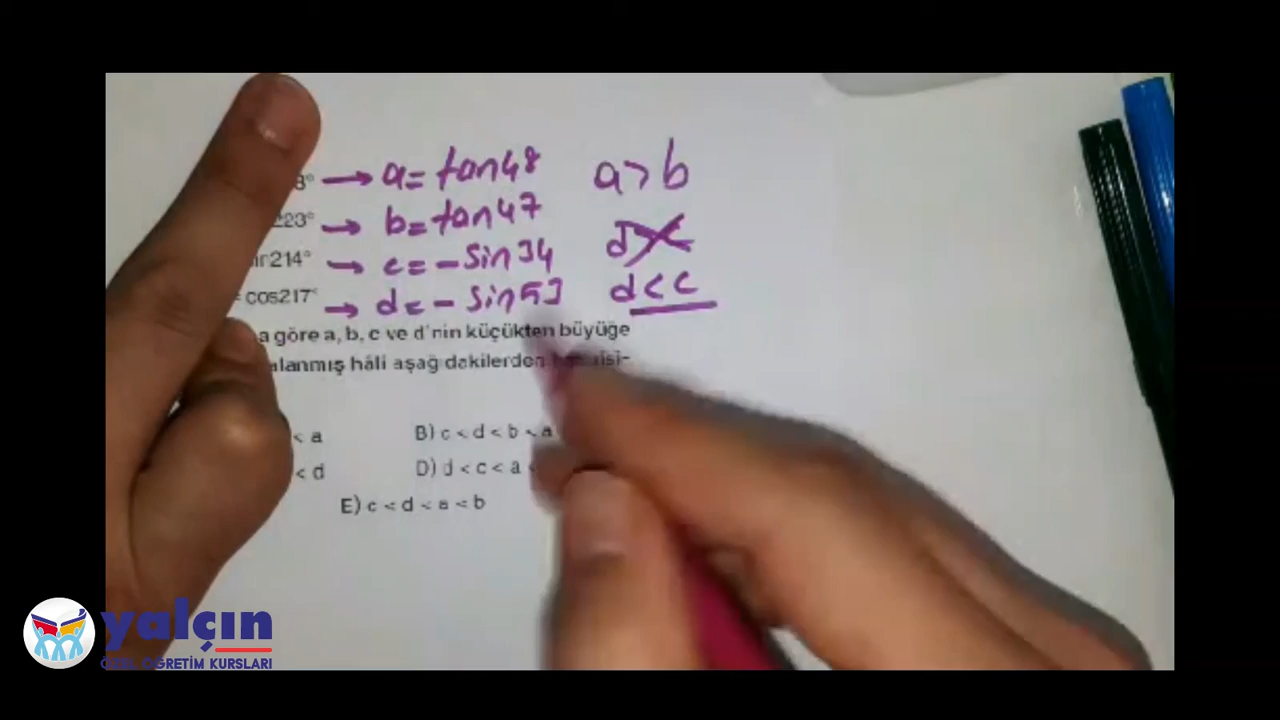 8° → a = tan48 a > b
223° → b = tan47
214° → c = - sin34
= cos217° → d = - sin53 d < c
a göre a, b, c ve d'nin küçükten büyüğe
alanmış hâli aşağıdakilerden
< a B) c < d < b < a
< d D) d < c < a <
E) c < d < a < b
yalçın
ÖZEL ÖĞRETİM KURSLARI